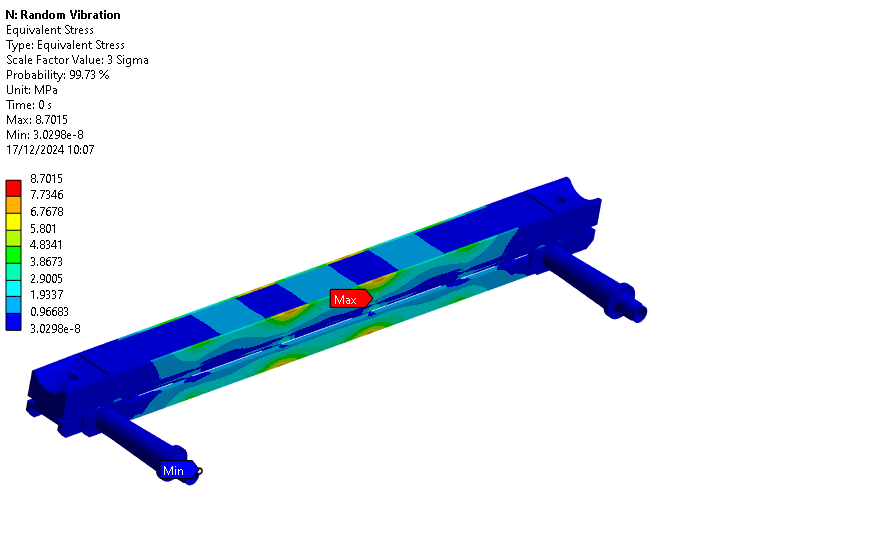 N: Random Vibration
Equivalent Stress
Type: Equivalent Stress
Scale Factor Value: 3 Sigma
Probability: 99.73 %
Unit: MPa
Time: 0 s
Max: 8.7015
Min: 3.0298e-8
17/12/2024 10:07
8.7015
7.7346
6.7678
5.801
4.8341
3.8673
2.9005
1.9337
0.96683
3.0298e-8
Max
Min